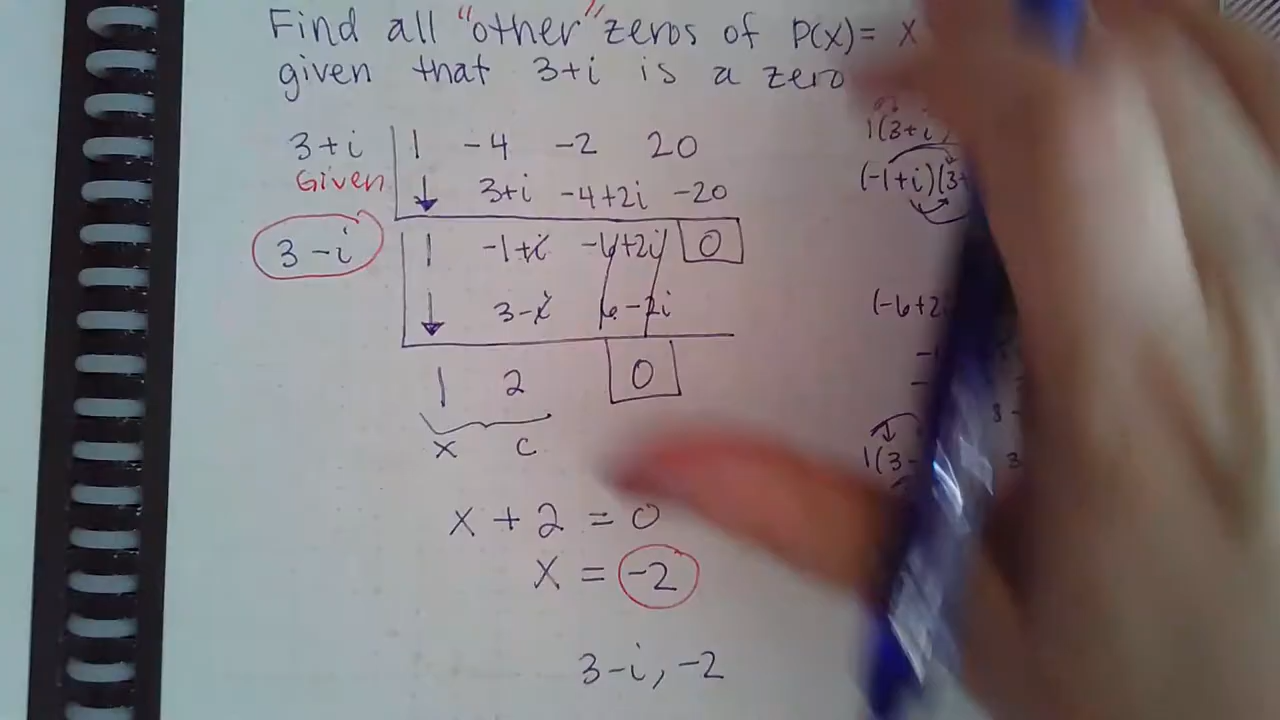 Find all "other" zeros of P(x)= x
given that 3+i is a zero
3+i | 1 -4 -2 20
Given ↓ 3+i -4+2i -20
3-i | 1 -1+i -6+2i 0
↓ 3-i 6-2i
1 2 0
x c
x + 2 = 0
x = -2
3-i, -2
1(3+i)
(-1+i)(3+
(-6+2i
1(3-